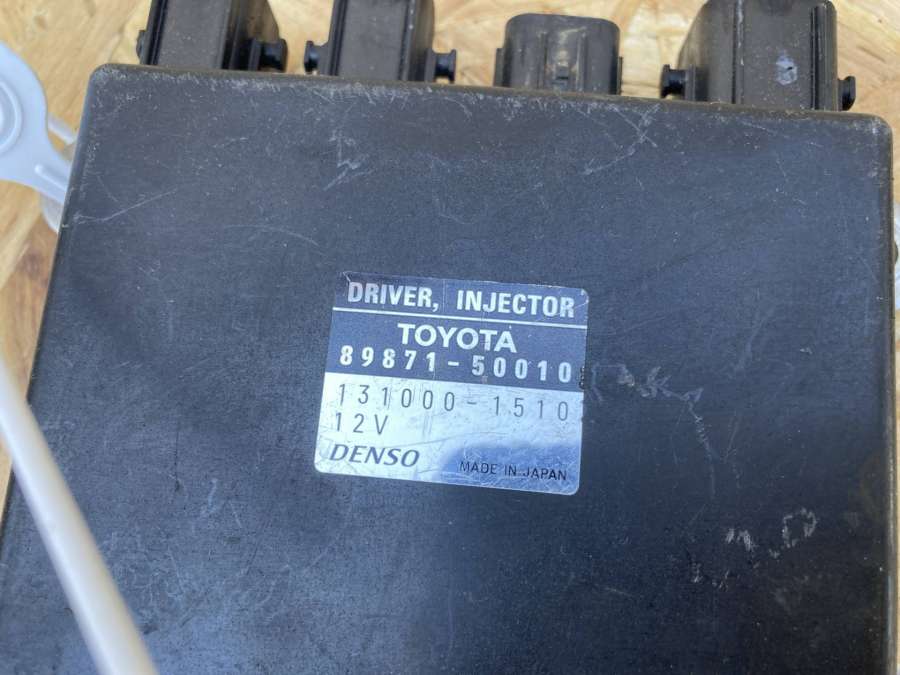 DRIVER, INJECTOR
TOYOTA
89871-50010
131000-1510
12V
DENSO
MADE IN JAPAN